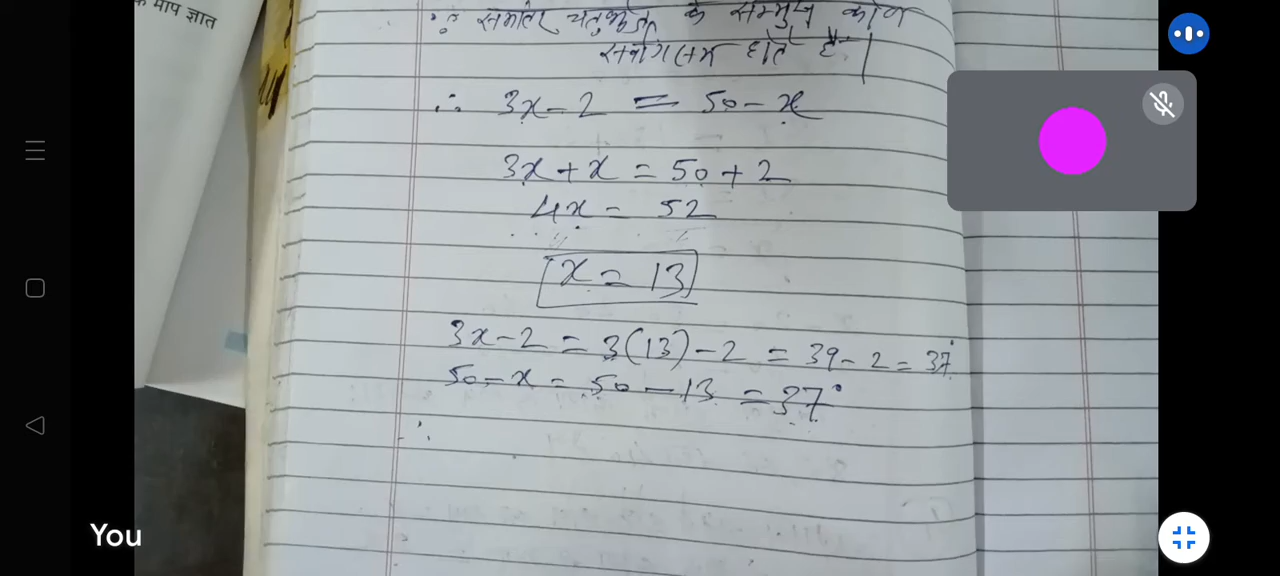 के माप ज्ञात
∵ समांतर चतुर्भुज के सम्मुख कोण
सर्वांगसम होते हैं।
∴ 3x - 2 = 50 - x
3x + x = 50 + 2
4x = 52
x = 13
3x - 2 = 3(13) - 2 = 39 - 2 = 37°
50 - x = 50 - 13 = 37°
∴
You